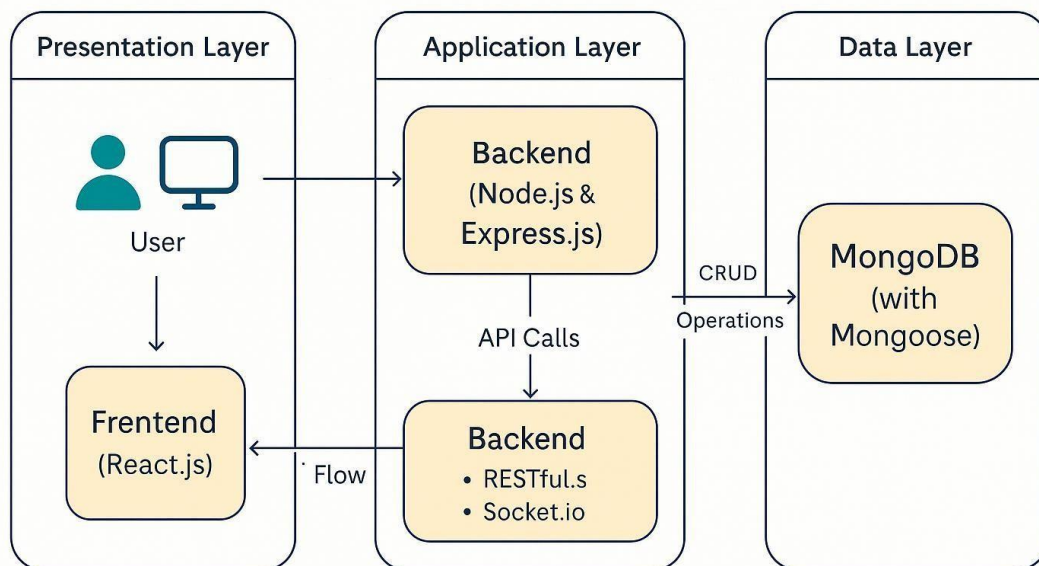 Presentation Layer
User
Frentend
(React.js)
Flow
Application Layer
Backend
(Node.js &
Express.js)
API Calls
Backend
• RESTful.s
• Socket.io
CRUD
Operations
Data Layer
MongoDB
(with
Mongoose)